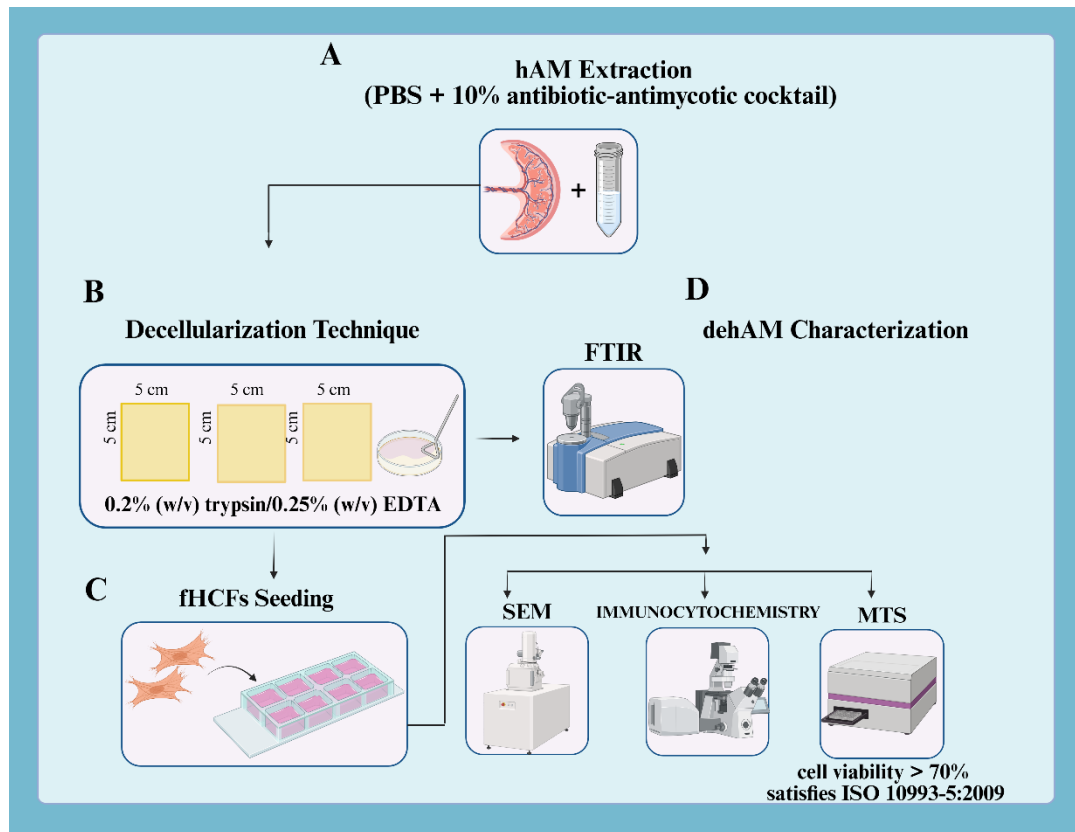 A
hAM Extraction
(PBS + 10% antibiotic-antimycotic cocktail)
+
B
Decellularization Technique
5 cm
5 cm
5 cm
5 cm
5 cm
5 cm
0.2% (w/v) trypsin/0.25% (w/v) EDTA
D
dehAM Characterization
FTIR
C
fHCFs Seeding
SEM
IMMUNOCYTOCHEMISTRY
MTS
cell viability > 70%
satisfies ISO 10993-5:2009